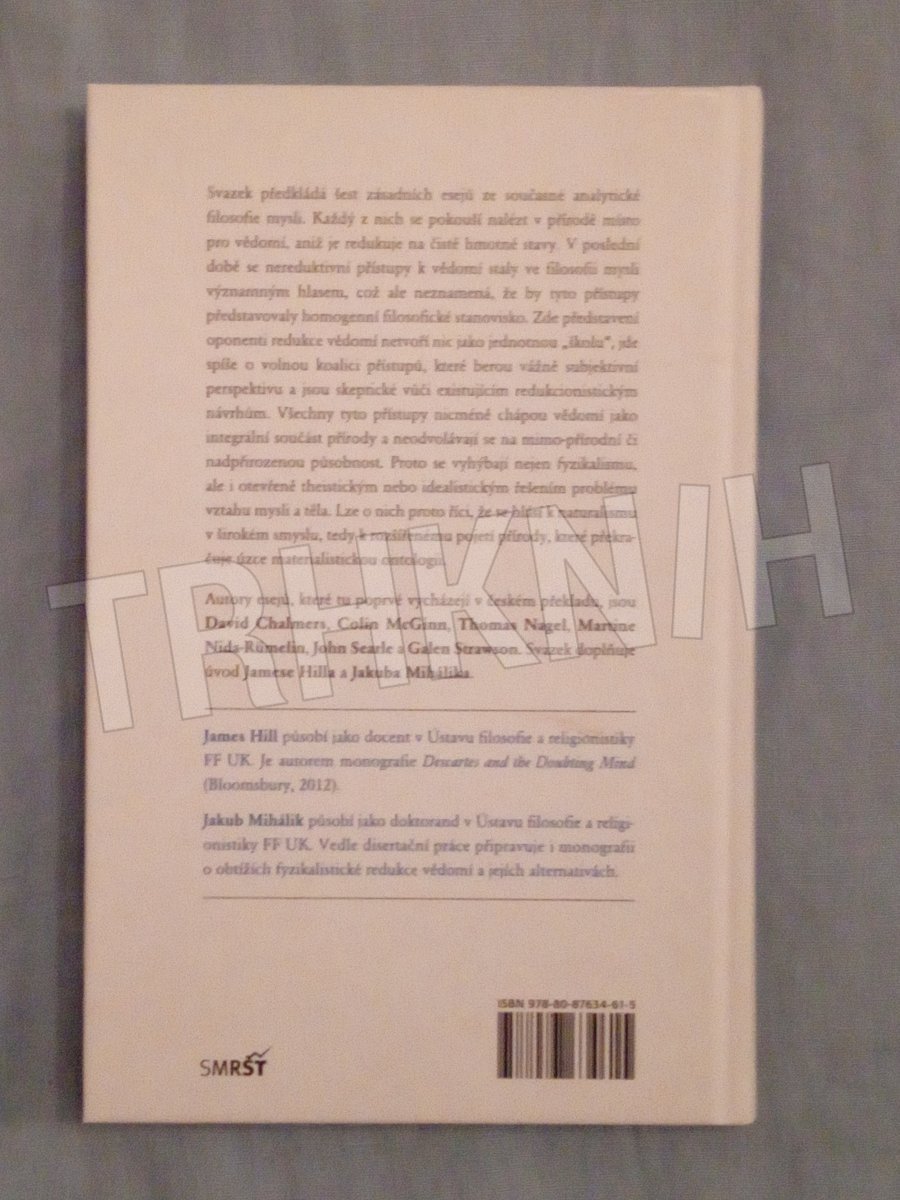 Svazek předkládá šest zásadních esejů ze současné analytické
filosofie mysli. Každý z nich se pokouší nalézt v přírodě místo
pro vědomí, aniž je redukuje na čistě hmotné stavy. V poslední
době se nereduktivní přístupy k vědomí staly ve filosofii mysli
významným hlasem, což ale neznamená, že by tyto přístupy
představovaly homogenní filosofické stanovisko. Zde představení
oponenti redukce vědomí netvoří nic jako jednotnou „školu“, jde
spíše o volnou koalici přístupů, které berou vážně subjektivní
perspektivu a jsou skeptické vůči existujícím redukcionistickým
návrhům. Všechny tyto přístupy nicméně chápou vědomí jako
integrální součást přírody a neodvolávají se na mimo-přírodní či
nadpřirozenou působnost. Proto se vyhýbají nejen fyzikalismu,
ale i otevřeně theistickým nebo idealistickým řešením problému
vztahu mysli a těla. Lze o nich proto říci, že se hlásí k naturalismu
v širokém smyslu, tedy k rozšířenému pojetí přírody, které překra-
čuje úzce materialistickou ontologii.
Autory esejů, které tu poprvé vycházejí v českém překladu, jsou
David Chalmers, Colin McGinn, Thomas Nagel, Martine
Nida-Rümelin, John Searle a Galen Strawson. Svazek doplňuje
úvod Jamese Hilla a Jakuba Mihálika.
James Hill působí jako docent v Ústavu filosofie a religionistiky
FF UK. Je autorem monografie Descartes and the Doubting Mind
(Bloomsbury, 2012).
Jakub Mihálik působí jako doktorand v Ústavu filosofie a religi-
onistiky FF UK. Vedle disertační práce připravuje i monografii
o obtížích fyzikalistické redukce vědomí a jejích alternativách.
ISBN 978-80-87634-61-5
SMRŠŤ
TRHKNIH